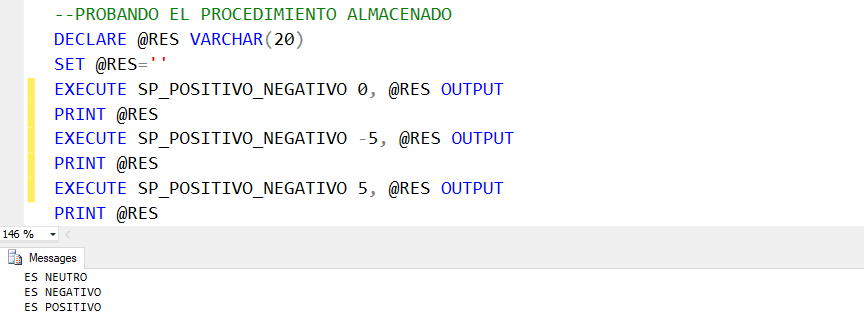 --PROBANDO EL PROCEDIMIENTO ALMACENADO
DECLARE @RES VARCHAR(20)
SET @RES=''
EXECUTE SP_POSITIVO_NEGATIVO 0, @RES OUTPUT
PRINT @RES
EXECUTE SP_POSITIVO_NEGATIVO -5, @RES OUTPUT
PRINT @RES
EXECUTE SP_POSITIVO_NEGATIVO 5, @RES OUTPUT
PRINT @RES
146 %
Messages
ES NEUTRO
ES NEGATIVO
ES POSITIVO